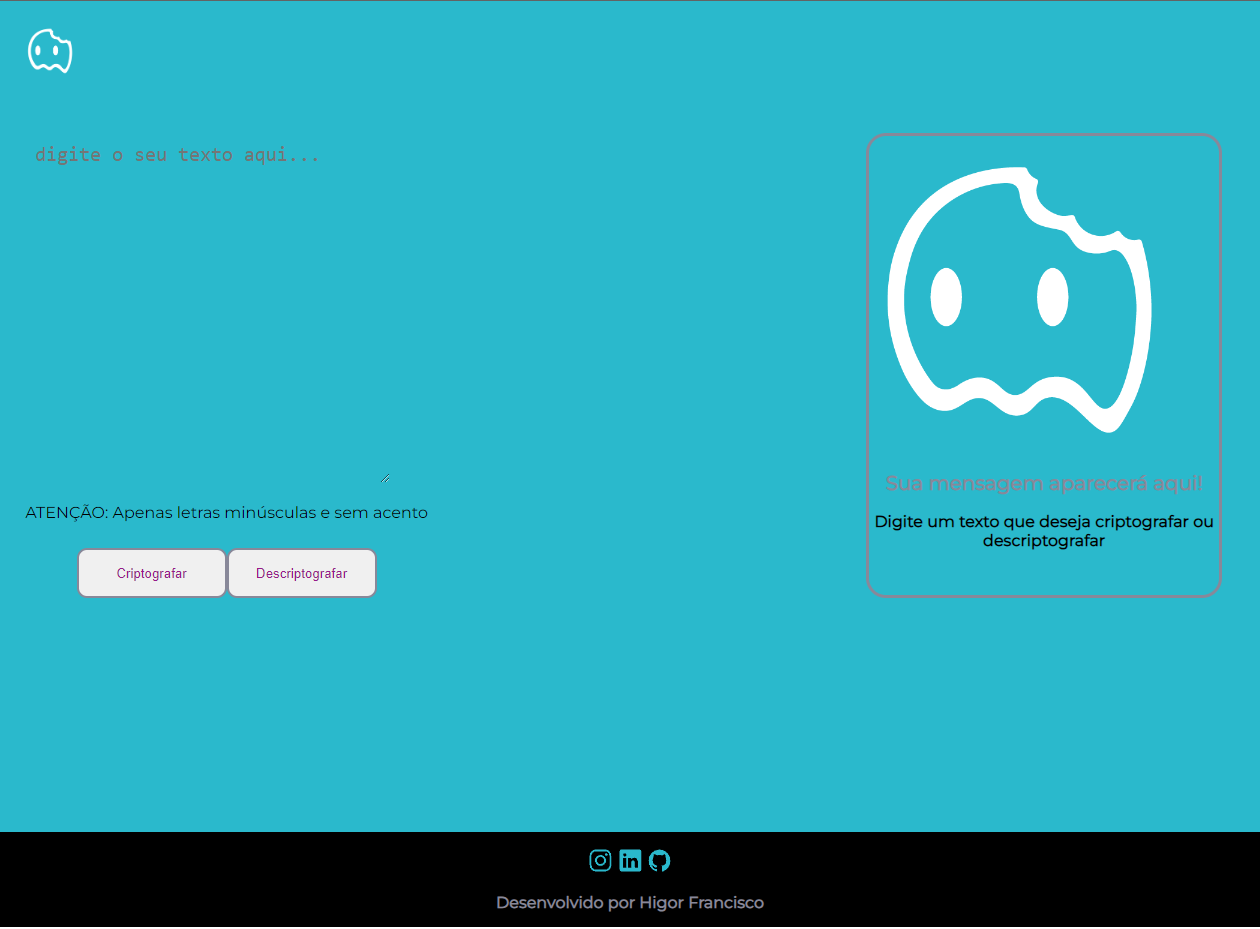 digite o seu texto aqui...
ATENÇÃO: Apenas letras minúsculas e sem acento
Criptografar
Descriptografar
Sua mensagem aparecerá aqui!
Digite um texto que deseja criptografar ou
descriptografar
Desenvolvido por Higor Francisco